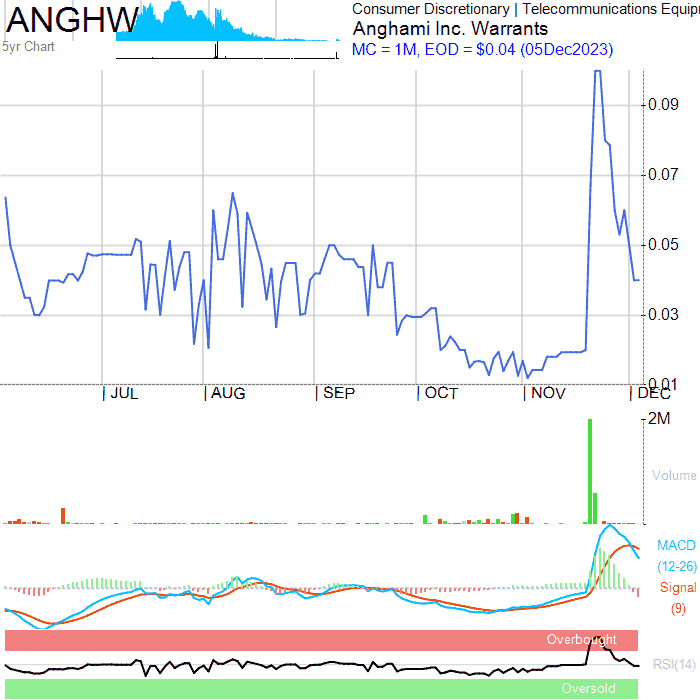 ANGHW
5yr Chart
Consumer Discretionary | Telecommunications Equip
Anghami Inc. Warrants
MC = 1M, EOD = $0.04 (05Dec2023)
0.09
0.07
0.05
0.03
0.01
| JUL | AUG | SEP | OCT | NOV | DEC
2M
Volume
MACD
(12-26)
Signal
(9)
Overbought
RSI(14)
Oversold